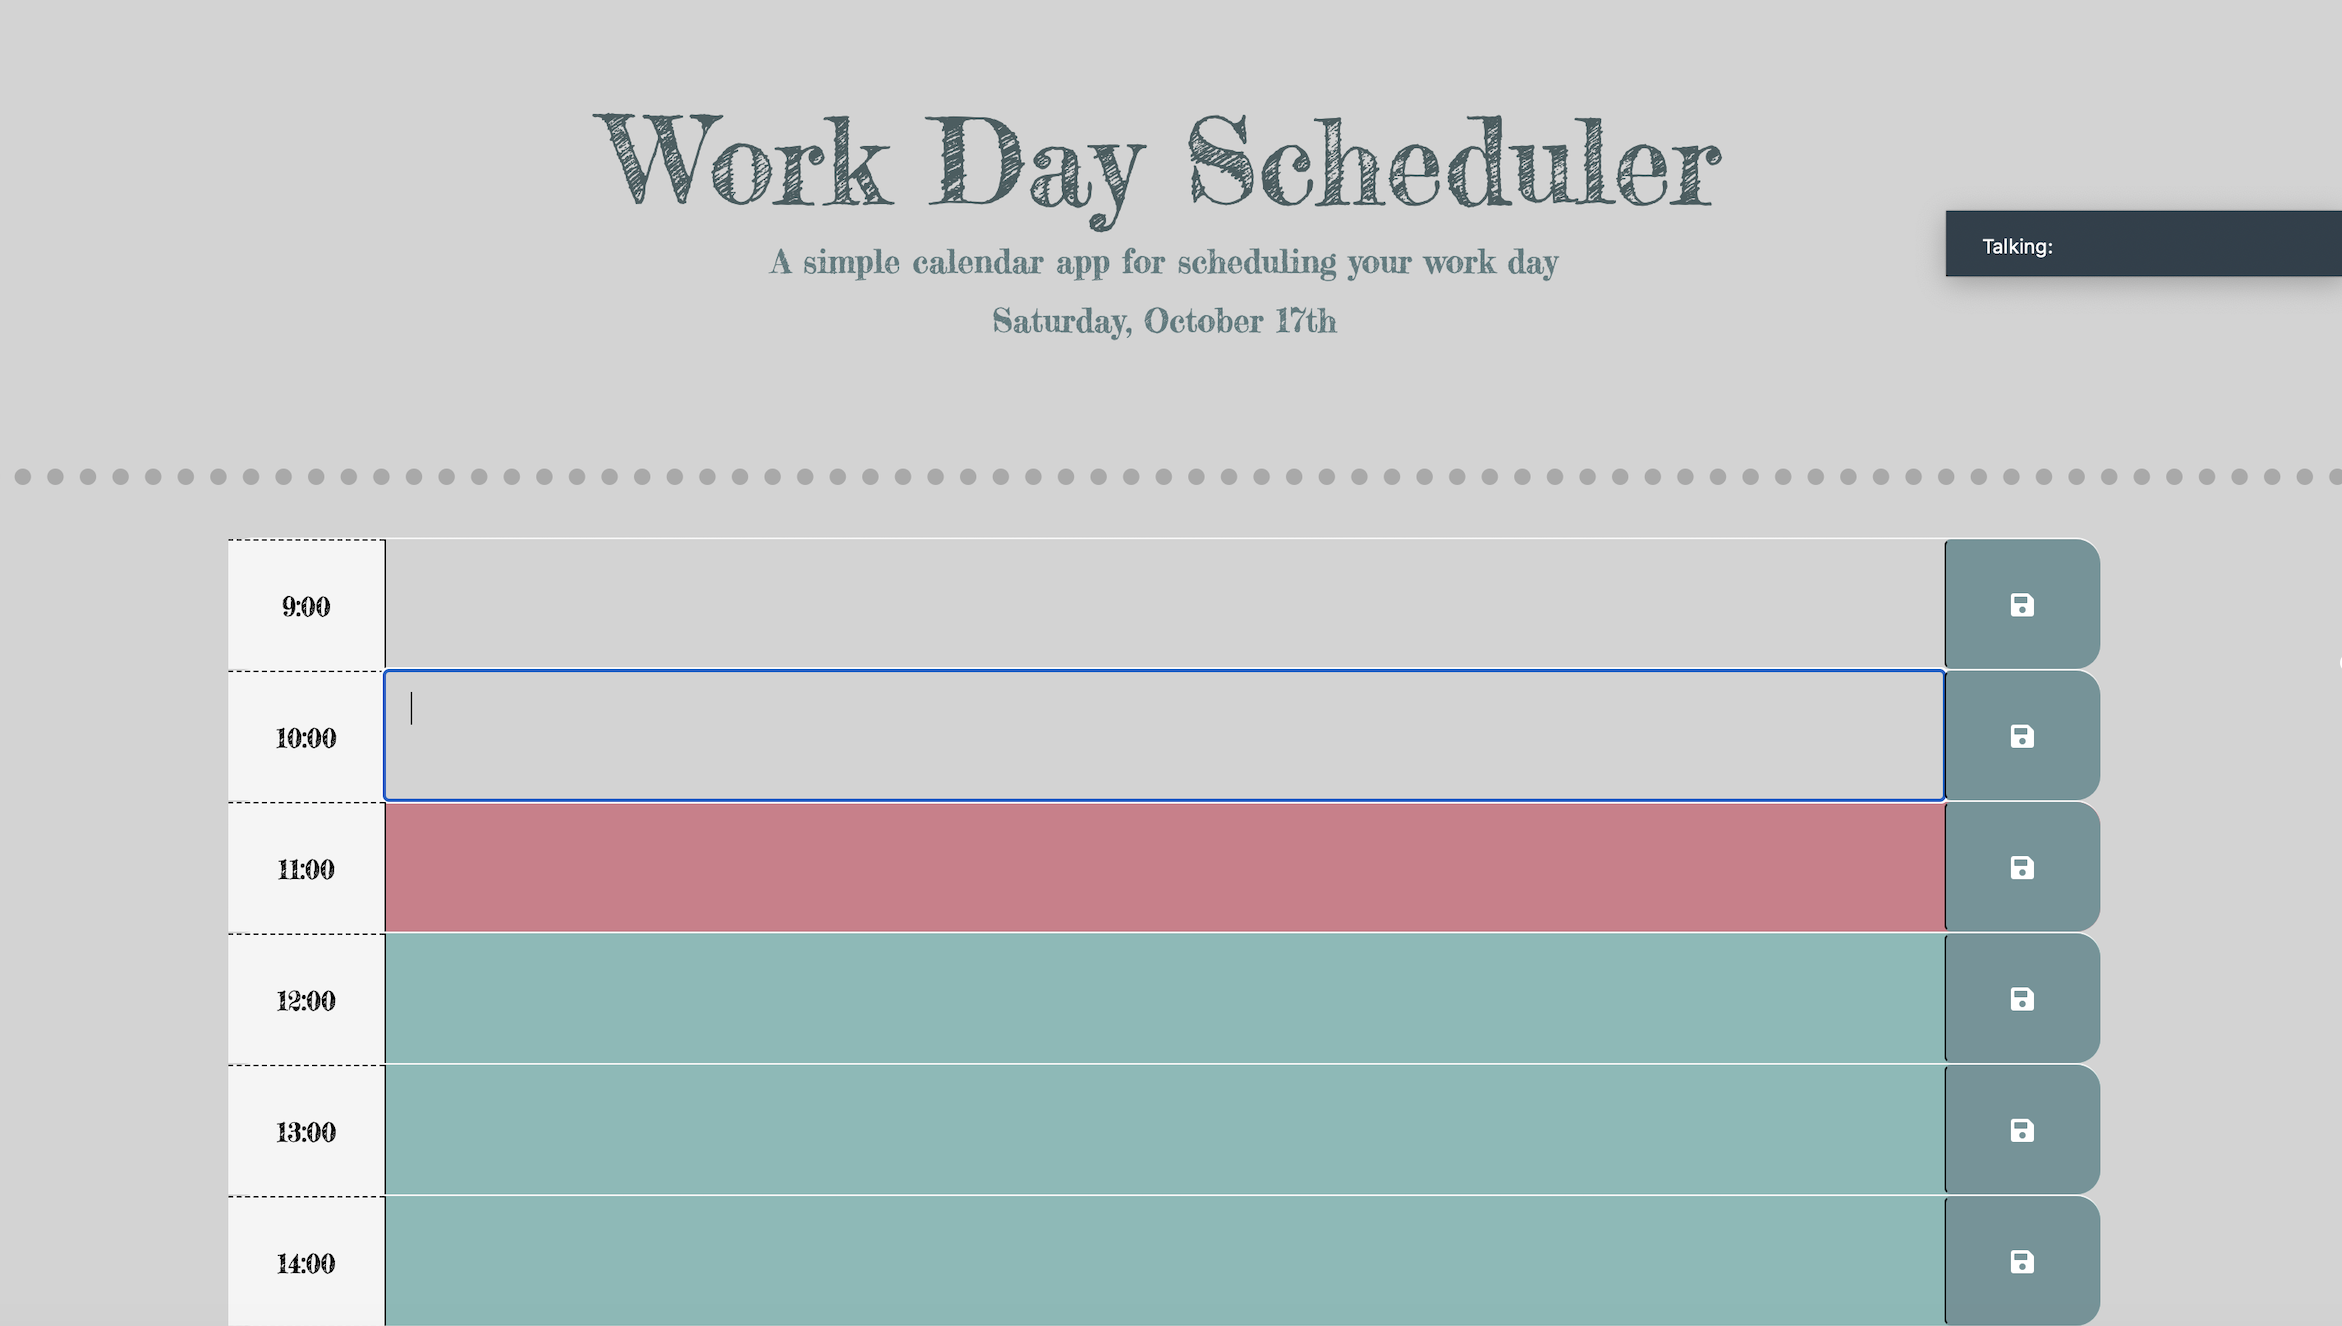 Work Day Scheduler
Talking:
A simple calendar app for scheduling your work day
Saturday, October 17th
9:00
10:00
11:00
12:00
13:00
14:00